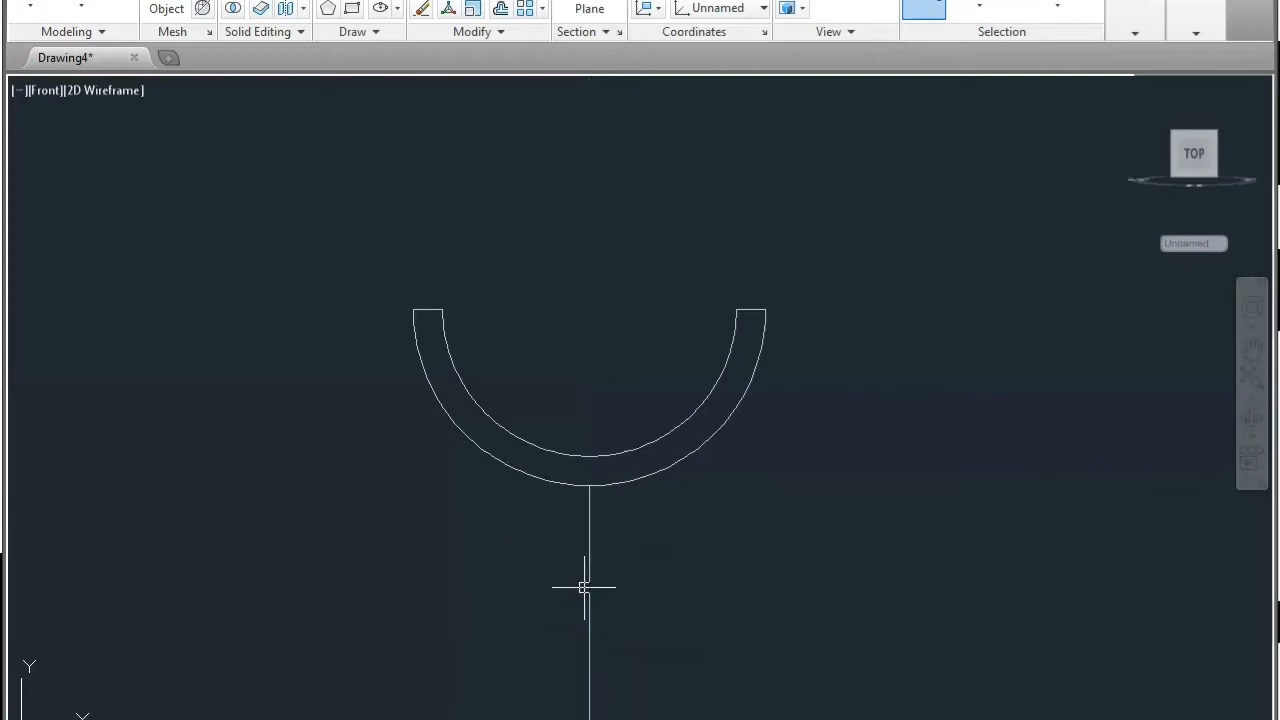 Object Plane Unnamed
Modeling Mesh Solid Editing Draw Modify Section Coordinates View Selection
Drawing4*
[−][Front][2D Wireframe]
TOP
Unnamed
Y
X